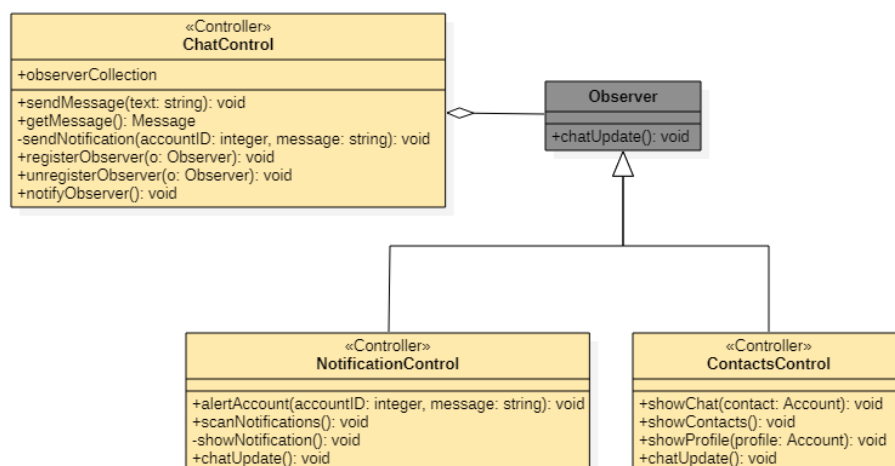 «Controller»
ChatControl
+observerCollection
+sendMessage(text: string): void
+getMessage(): Message
-sendNotification(accountID: integer, message: string): void
+registerObserver(o: Observer): void
+unregisterObserver(o: Observer): void
+notifyObserver(): void
Observer
+chatUpdate(): void
«Controller»
NotificationControl
+alertAccount(accountID: integer, message: string): void
+scanNotifications(): void
-showNotification(): void
+chatUpdate(): void
«Controller»
ContactsControl
+showChat(contact: Account): void
+showContacts(): void
+showProfile(profile: Account): void
+chatUpdate(): void